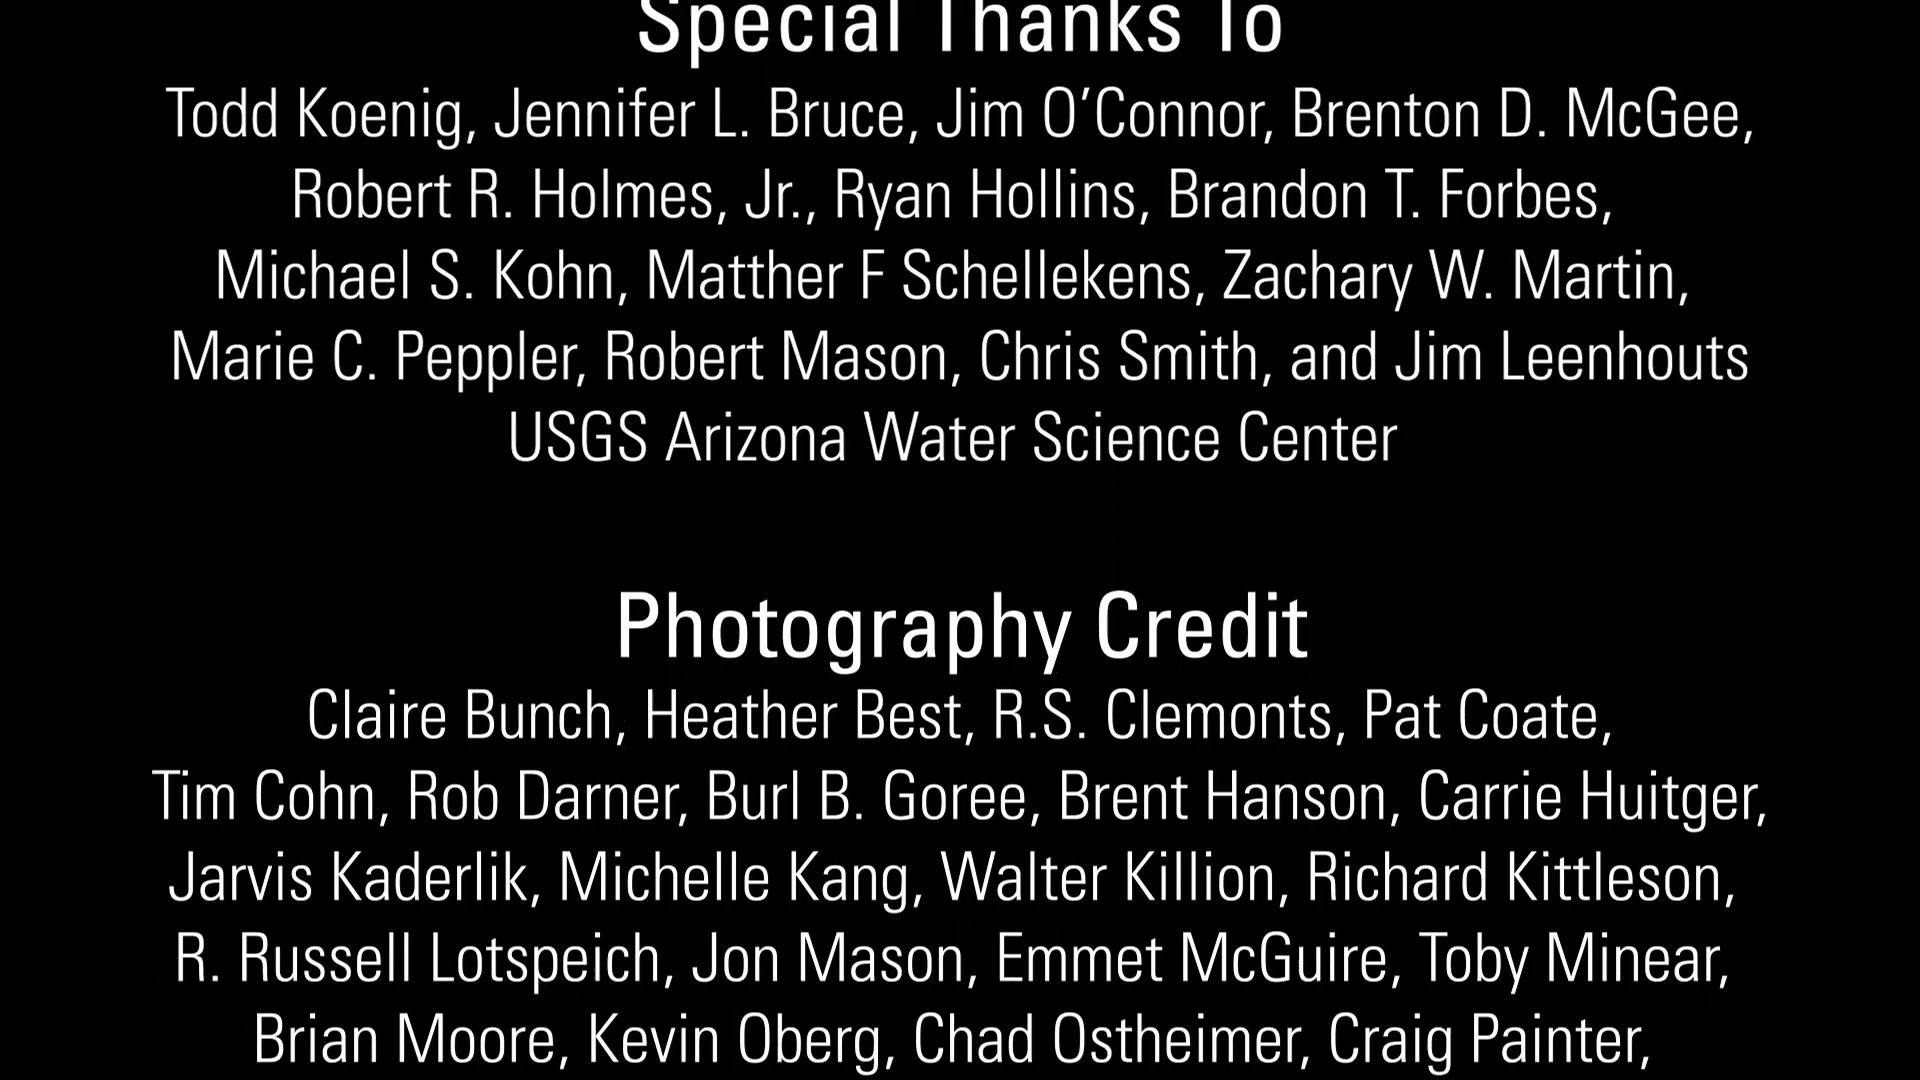 Special Thanks To
Todd Koenig, Jennifer L. Bruce, Jim O’Connor, Brenton D. McGee,
Robert R. Holmes, Jr., Ryan Hollins, Brandon T. Forbes,
Michael S. Kohn, Matther F Schellekens, Zachary W. Martin,
Marie C. Peppler, Robert Mason, Chris Smith, and Jim Leenhouts
USGS Arizona Water Science Center
Photography Credit
Claire Bunch, Heather Best, R.S. Clemonts, Pat Coate,
Tim Cohn, Rob Darner, Burl B. Goree, Brent Hanson, Carrie Huitger,
Jarvis Kaderlik, Michelle Kang, Walter Killion, Richard Kittleson,
R. Russell Lotspeich, Jon Mason, Emmet McGuire, Toby Minear,
Brian Moore, Kevin Oberg, Chad Ostheimer, Craig Painter,